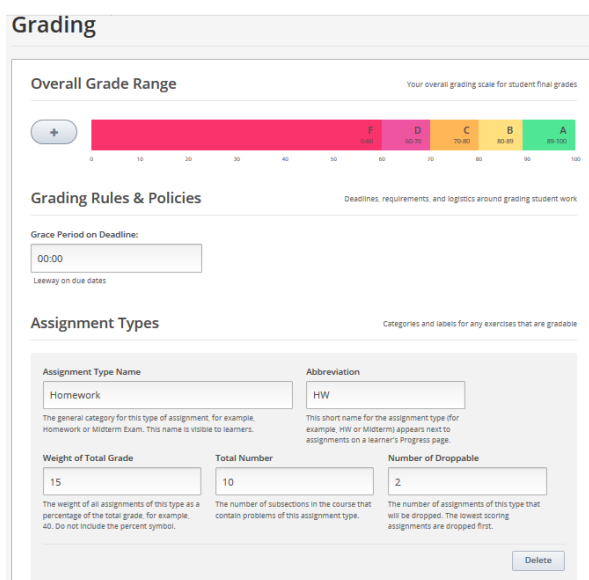 Grading
Overall Grade Range
Your overall grading scale for student final grades
+
F D C B A
0-60 60-70 70-80 80-89 89-100
0 10 20 30 40 50 60 70 80 90 100
Grading Rules & Policies
Deadlines, requirements, and logistics around grading student work
Grace Period on Deadline:
00:00
Leeway on due dates
Assignment Types
Categories and labels for any exercises that are gradable
Assignment Type Name
Homework
The general category for this type of assignment, for example,
Homework or Midterm Exam. This name is visible to learners.
Abbreviation
HW
This short name for the assignment type (for
example, HW or Midterm) appears next to
assignments on a learner's Progress page.
Weight of Total Grade
15
The weight of all assignments of this type as a
percentage of the total grade, for example,
40. Do not include the percent symbol.
Total Number
10
The number of subsections in the course that
contain problems of this assignment type.
Number of Droppable
2
The number of assignments of this type that
will be dropped. The lowest scoring
assignments are dropped first.
Delete